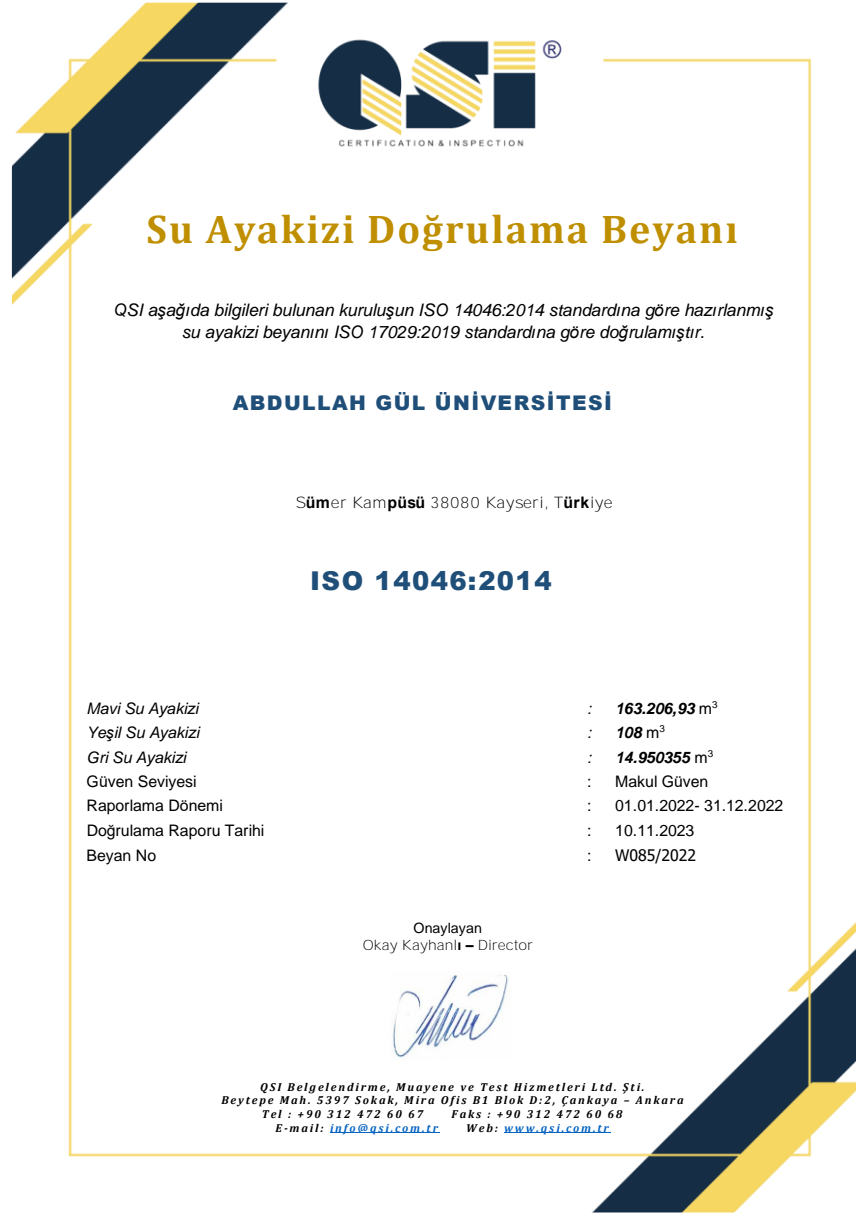 QSI ®
CERTIFICATION & INSPECTION
Su Ayakizi Doğrulama Beyanı
QSI aşağıda bilgileri bulunan kuruluşun ISO 14046:2014 standardına göre hazırlanmış
su ayakizi beyanını ISO 17029:2019 standardına göre doğrulamıştır.
ABDULLAH GÜL ÜNİVERSİTESİ
Sümer Kampüsü 38080 Kayseri, Türkiye
ISO 14046:2014
Mavi Su Ayakizi : 163.206,93 m³
Yeşil Su Ayakizi : 108 m³
Gri Su Ayakizi : 14.950355 m³
Güven Seviyesi : Makul Güven
Raporlama Dönemi : 01.01.2022- 31.12.2022
Doğrulama Raporu Tarihi : 10.11.2023
Beyan No : W085/2022
Onaylayan
Okay Kayhanlı – Director
QSI Belgelendirme, Muayene ve Test Hizmetleri Ltd. Şti.
Beytepe Mah. 5397 Sokak, Mira Ofis B1 Blok D:2, Çankaya – Ankara
Tel : +90 312 472 60 67 Faks : +90 312 472 60 68
E-mail: info@qsi.com.tr Web: www.qsi.com.tr